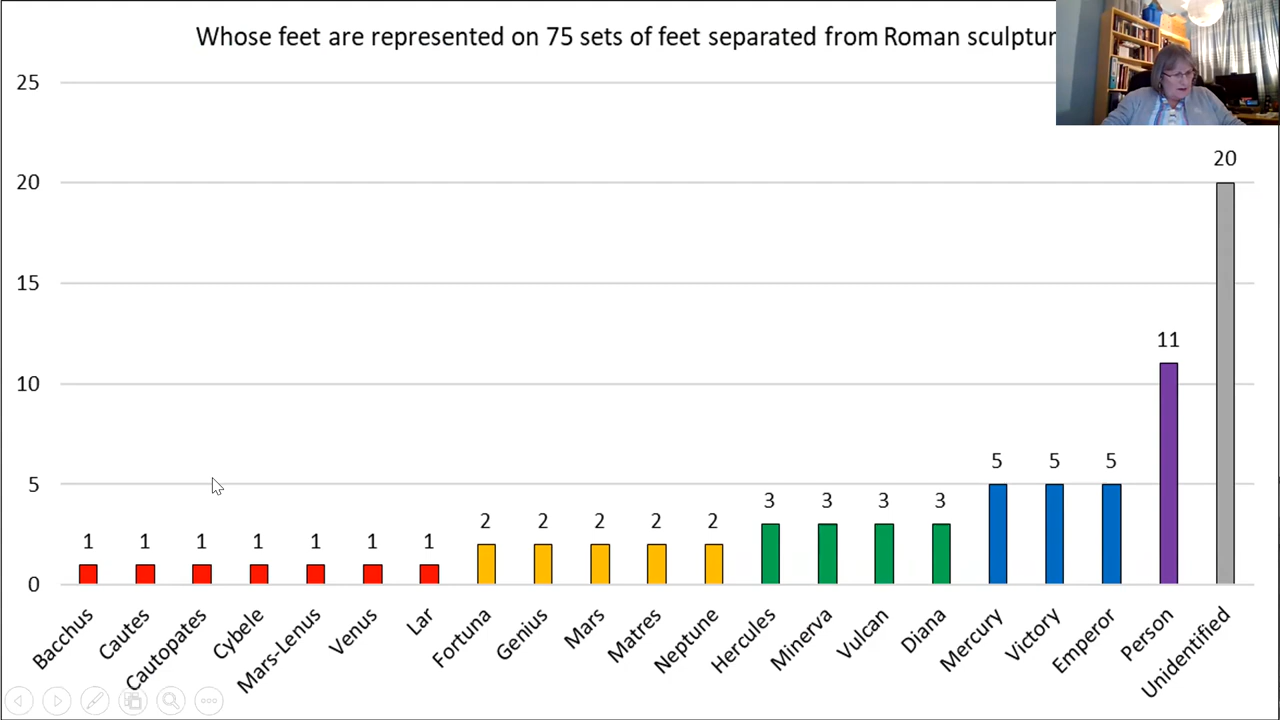 Whose feet are represented on 75 sets of feet separated from Roman sculptur
25
20
15
10
5
0
1 1 1 1 1 1 1 2 2 2 2 2 3 3 3 3 5 5 5 11 20
Bacchus
Cautes
Cautopates
Cybele
Mars-Lenus
Venus
Lar
Fortuna
Genius
Mars
Matres
Neptune
Hercules
Minerva
Vulcan
Diana
Mercury
Victory
Emperor
Person
Unidentified